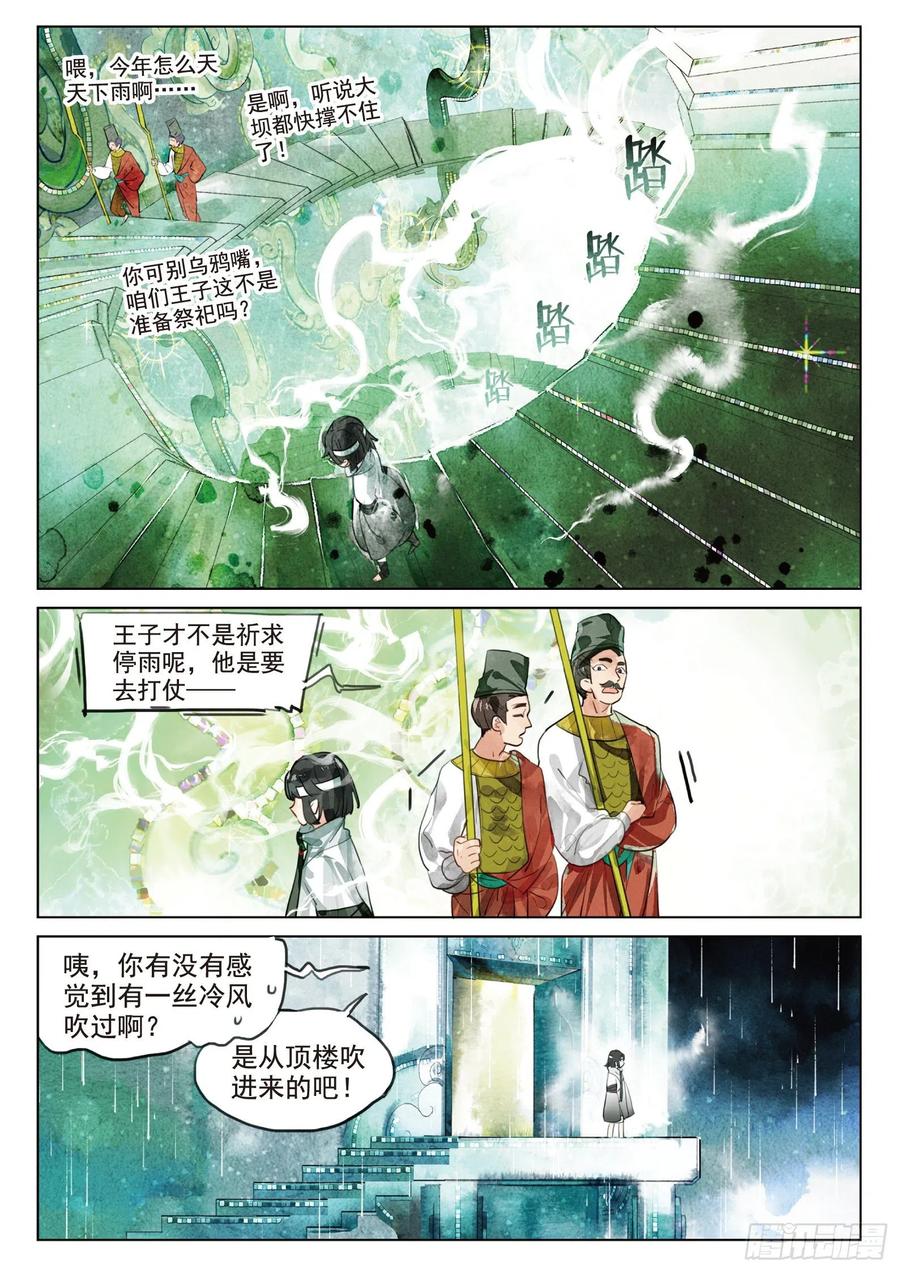 喂，今年怎么天
天下雨啊……
是啊，听说大
坝都快撑不住
了！
你可别乌鸦嘴，
咱们王子这不是
准备祭祀吗？
踏
踏
踏
踏
王子才不是祈求
停雨呢，他是要
去打仗——
咦，你有没有感
觉到有一丝冷风
吹过啊？
是从顶楼吹
进来的吧！
腾讯动漫